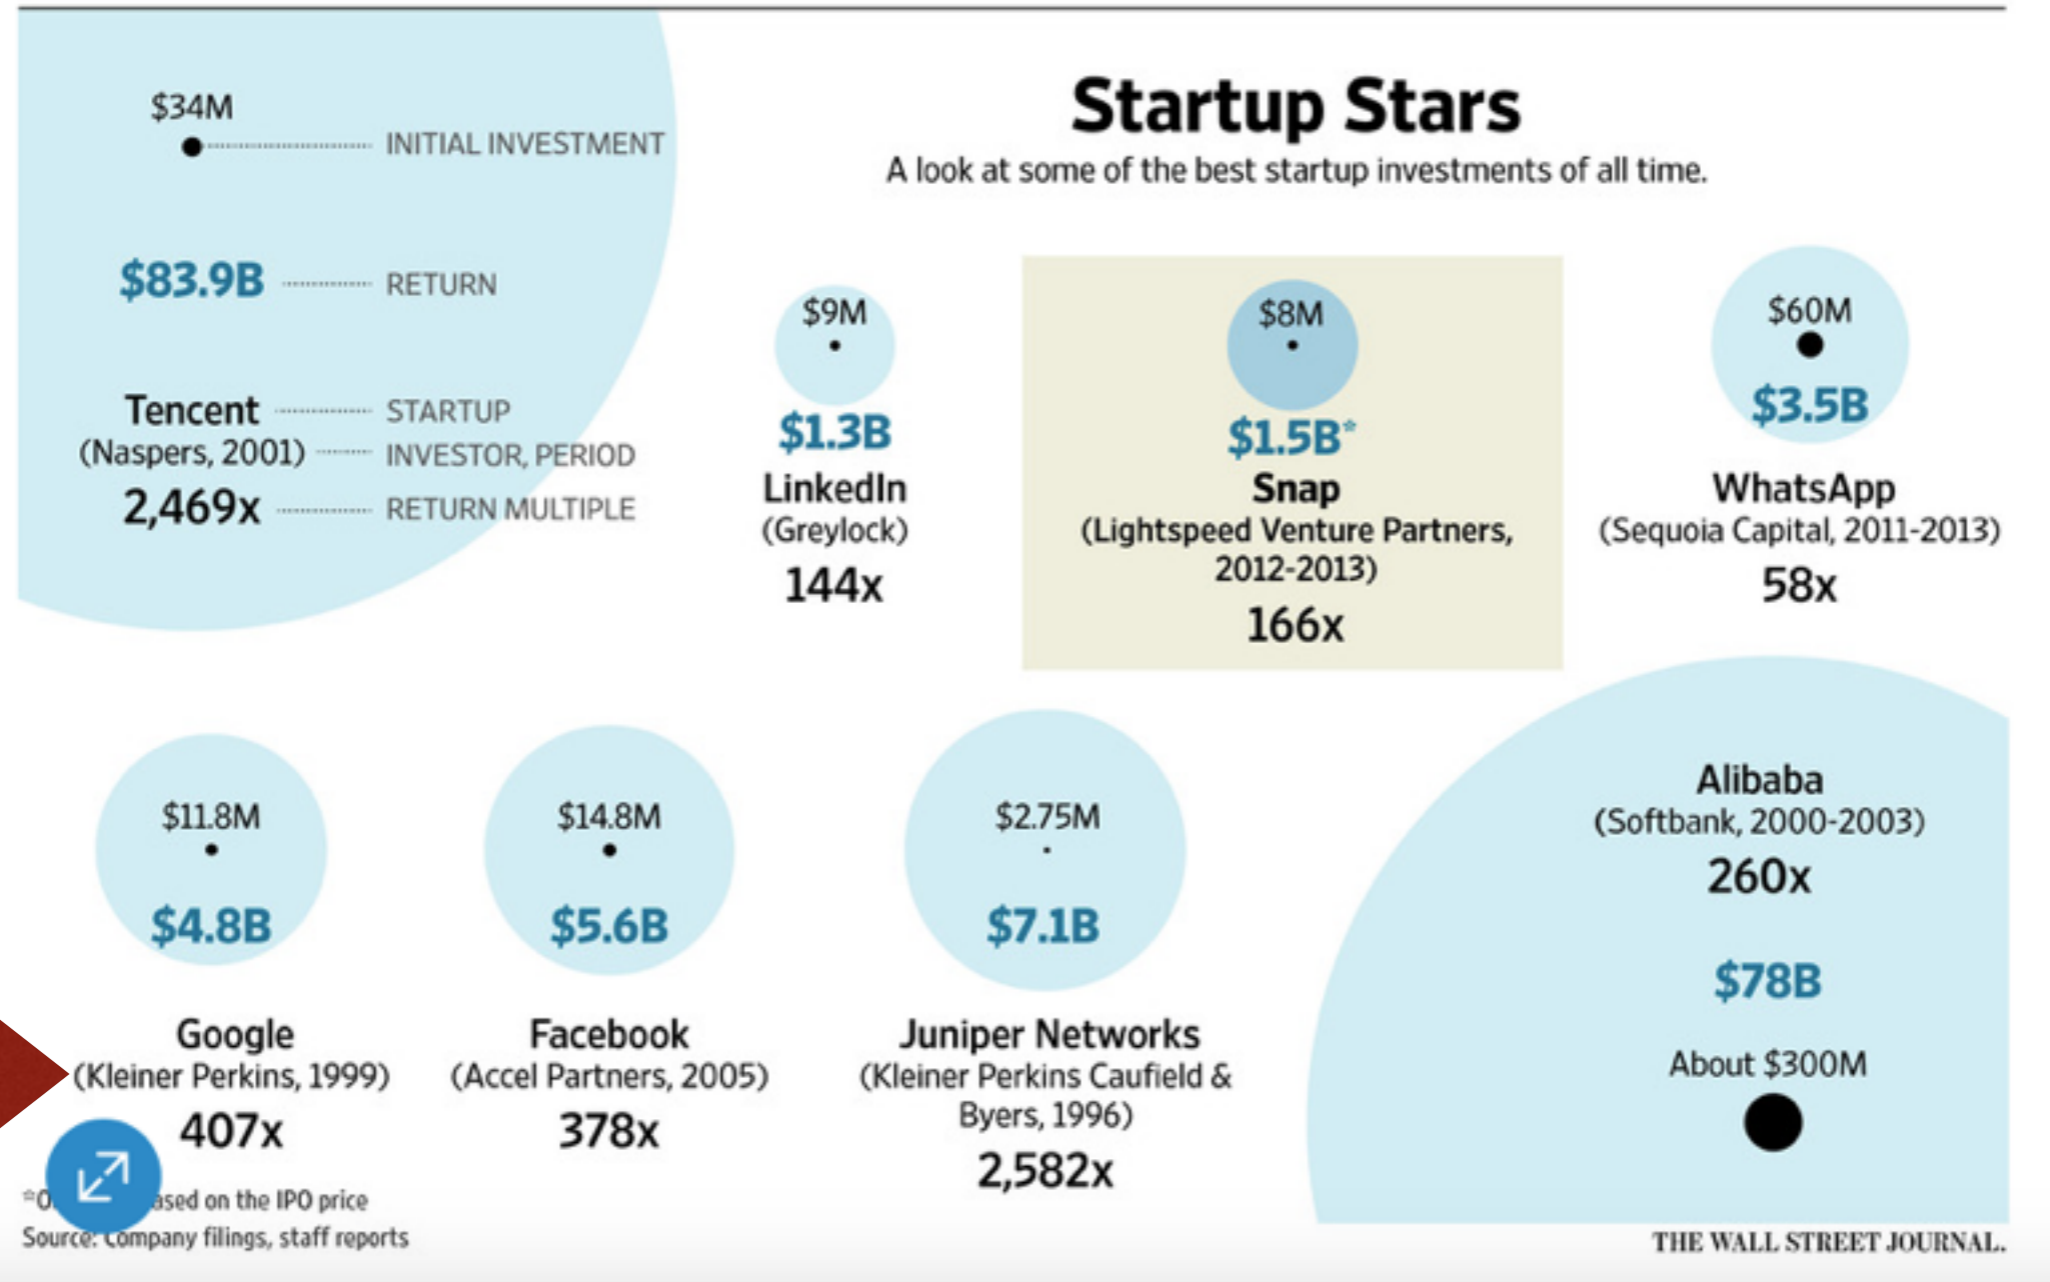 Startup Stars
A look at some of the best startup investments of all time.
$34M
INITIAL INVESTMENT
$83.9B
RETURN
Tencent
STARTUP
(Naspers, 2001)
INVESTOR, PERIOD
2,469x
RETURN MULTIPLE
$9M
$1.3B
LinkedIn
(Greylock)
144x
$8M
$1.5B*
Snap
(Lightspeed Venture Partners,
2012-2013)
166x
$60M
$3.5B
WhatsApp
(Sequoia Capital, 2011-2013)
58x
$11.8M
$4.8B
Google
(Kleiner Perkins, 1999)
407x
$14.8M
$5.6B
Facebook
(Accel Partners, 2005)
378x
$2.75M
$7.1B
Juniper Networks
(Kleiner Perkins Caufield &
Byers, 1996)
2,582x
Alibaba
(Softbank, 2000-2003)
260x
$78B
About $300M
on the IPO price
Source: Company filings, staff reports
THE WALL STREET JOURNAL.